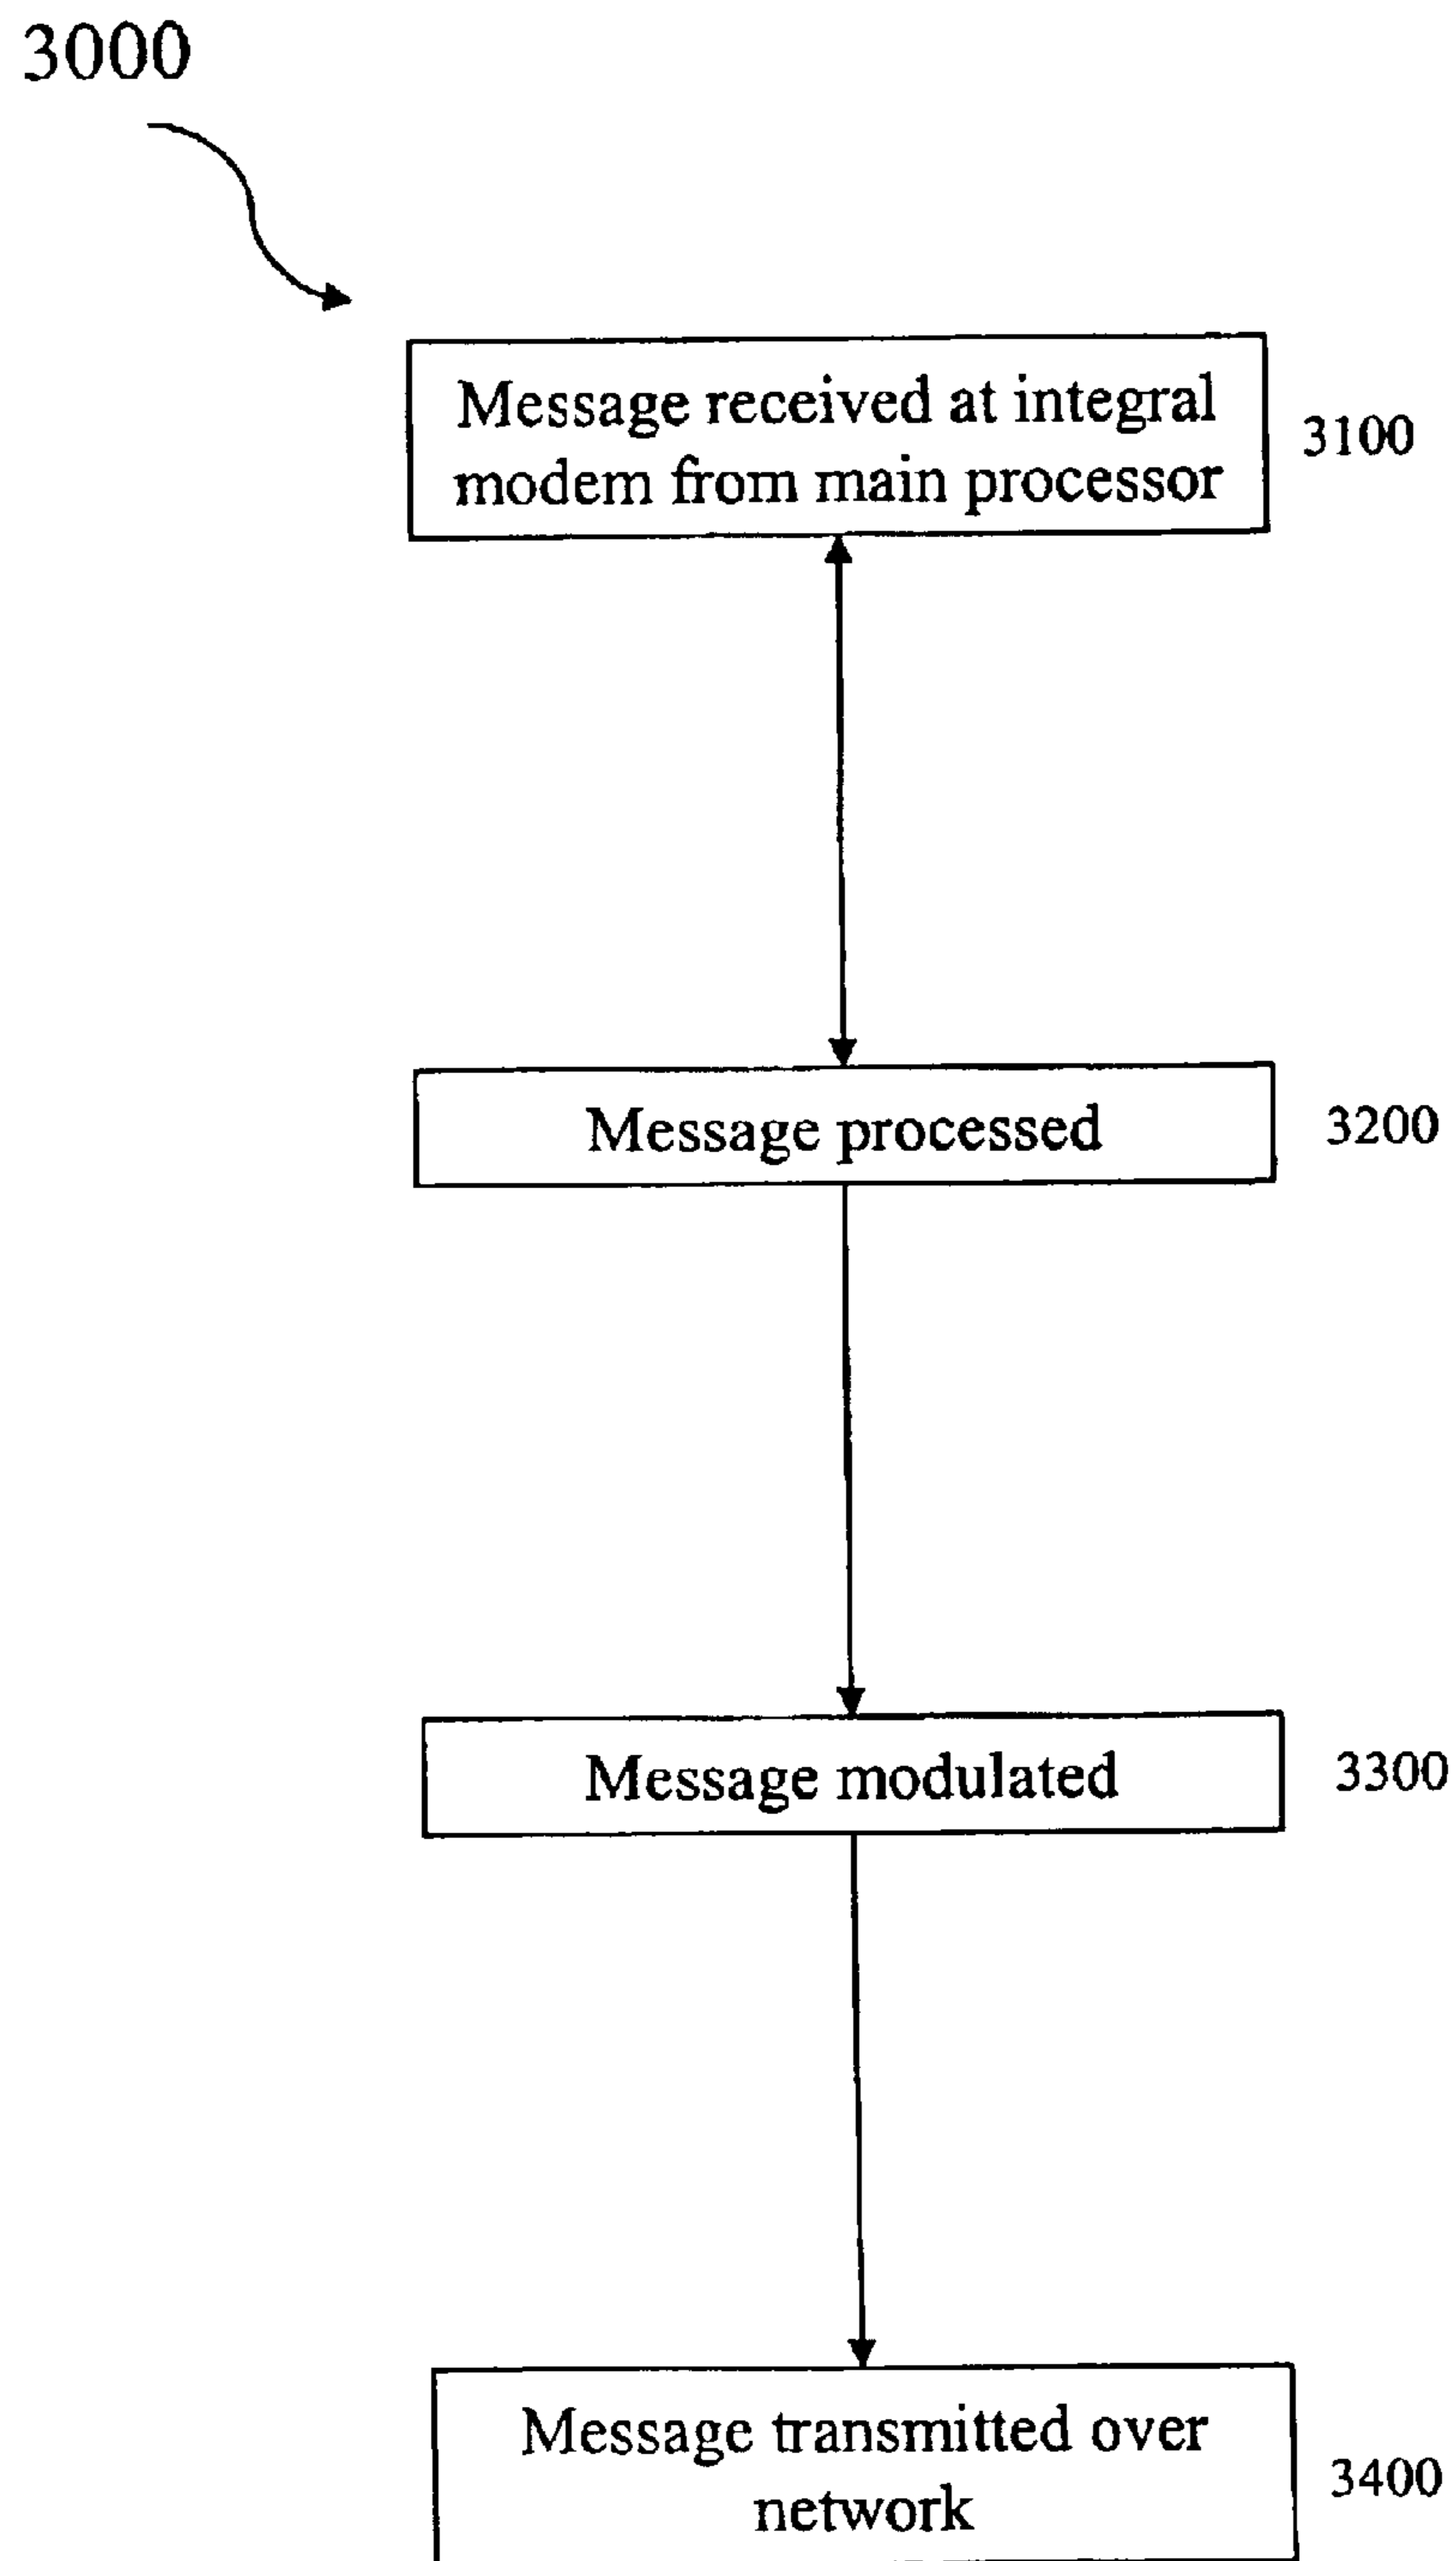 3000
Message received at integral
modem from main processor
3100
Message processed
3200
Message modulated
3300
Message transmitted over
network
3400